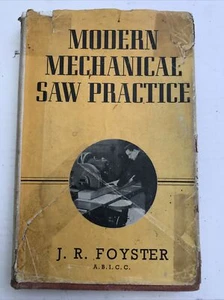 MODERN
MECHANICAL
SAW PRACTICE
J. R. FOYSTER
A.B.I.C.C.